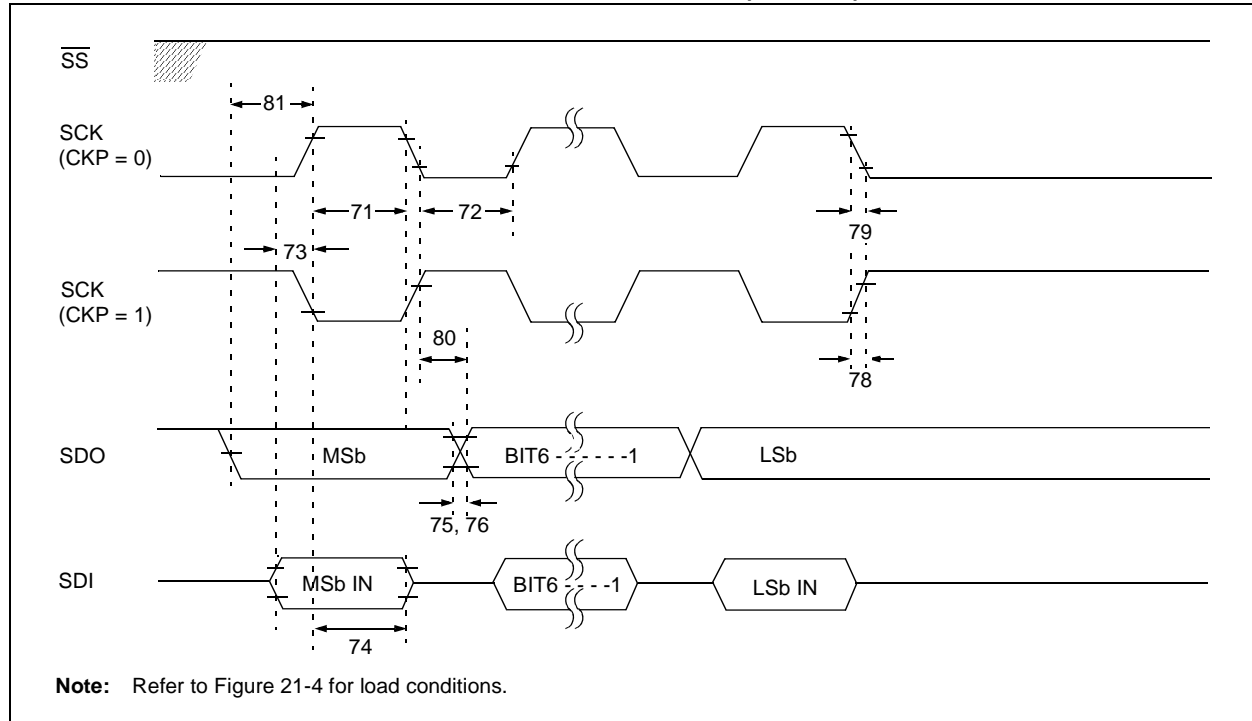 SS
81
SCK
(CKP = 0)
71
72
79
73
SCK
(CKP = 1)
80
78
SDO
MSb
BIT6 - - - - - -1
LSb
75, 76
SDI
MSb IN
BIT6 - - - -1
LSb IN
74
Note: Refer to Figure 21-4 for load conditions.